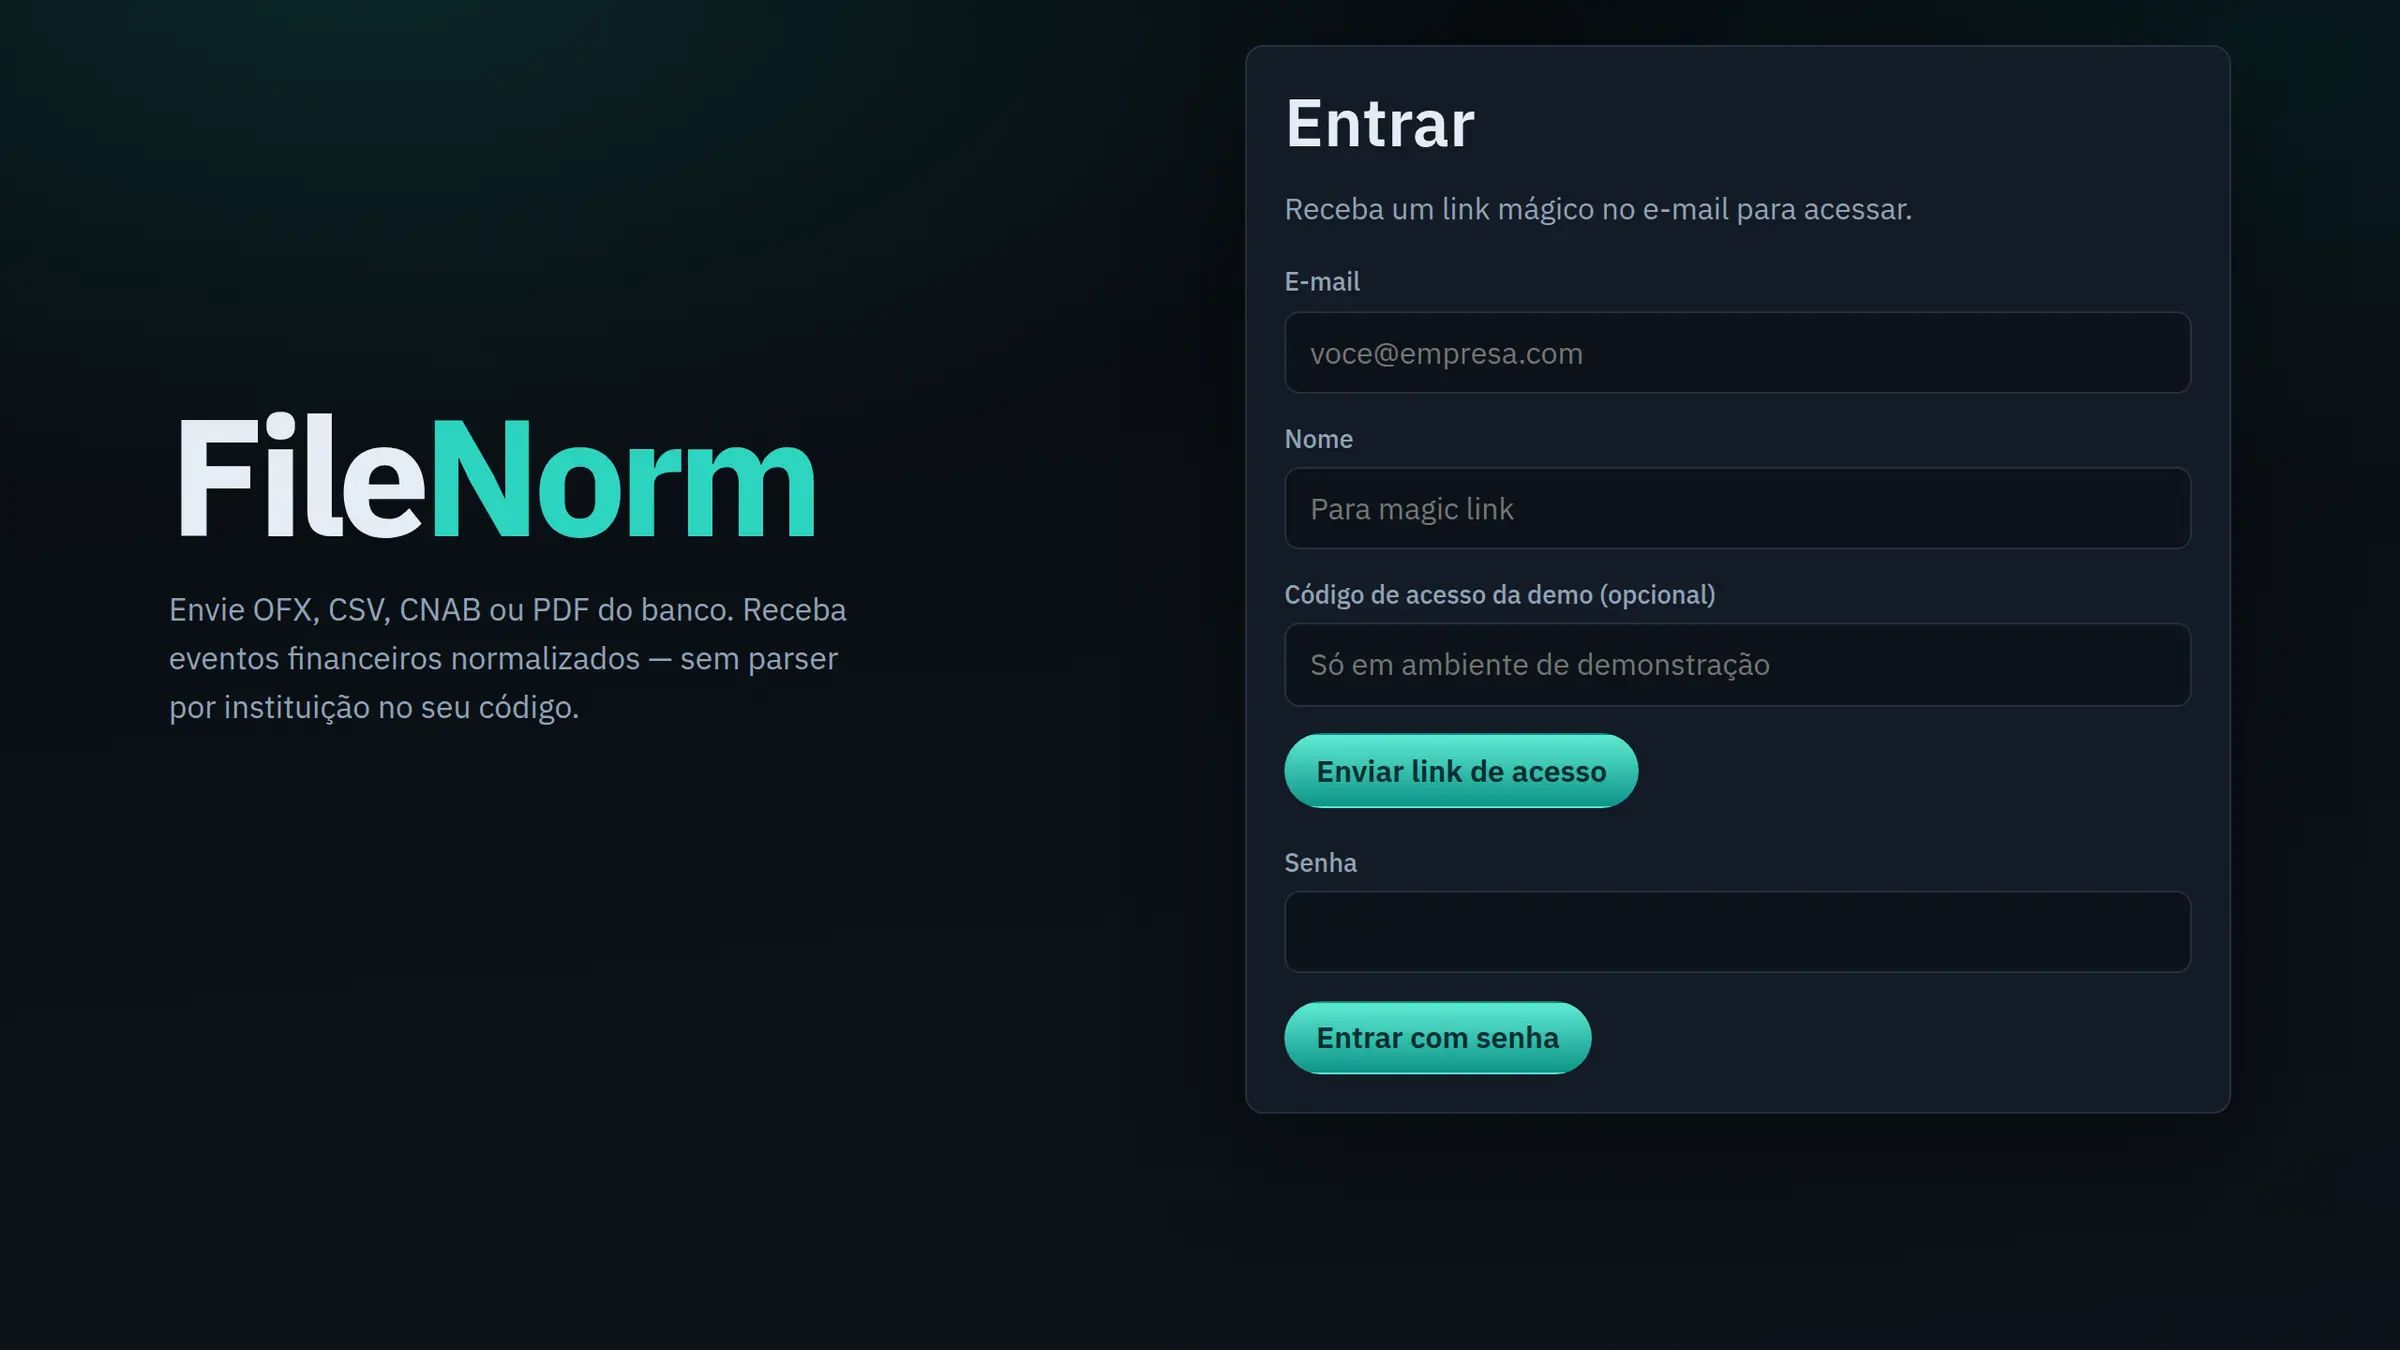 FileNorm
Envie OFX, CSV, CNAB ou PDF do banco. Receba
eventos financeiros normalizados — sem parser
por instituição no seu código.
Entrar
Receba um link mágico no e-mail para acessar.
E-mail
voce@empresa.com
Nome
Para magic link
Código de acesso da demo (opcional)
Só em ambiente de demonstração
Enviar link de acesso
Senha
Entrar com senha